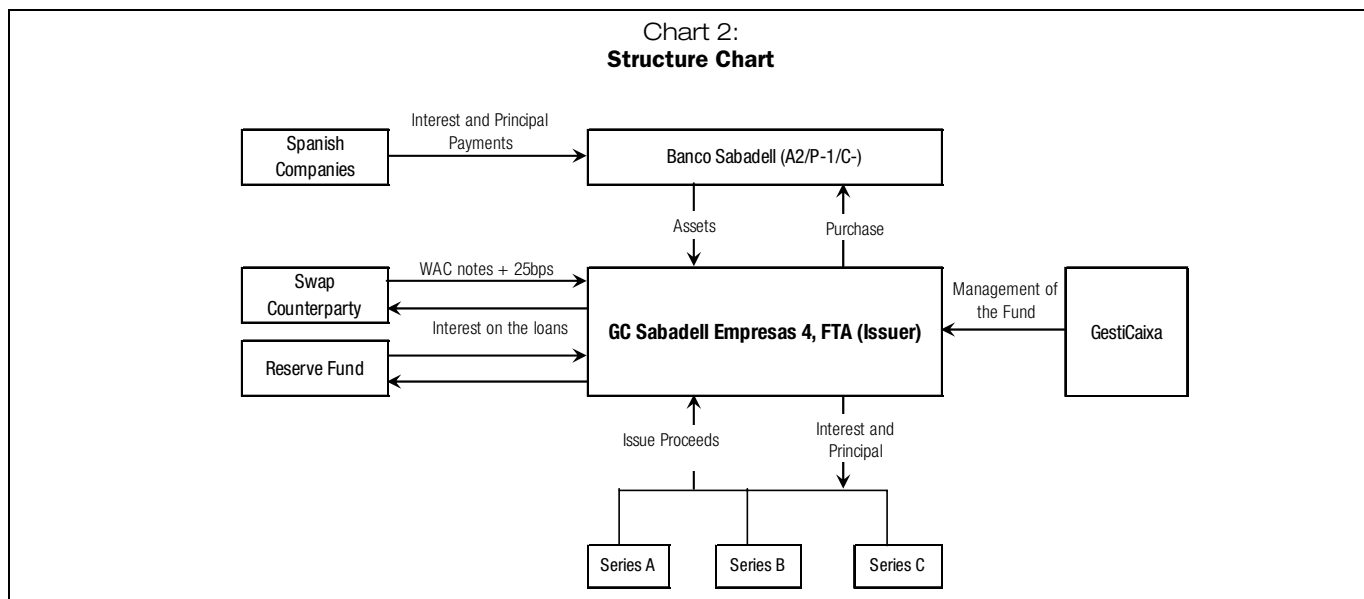 Chart 2:
Structure Chart
Interest and Principal
Payments
Spanish
Companies
Banco Sabadell (A2/P-1/C-)
Assets
Purchase
WAC notes + 25bps
Swap
Counterparty
Interest on the loans
Reserve Fund
GC Sabadell Empresas 4, FTA (Issuer)
Management of
the Fund
GestiCaixa
Issue Proceeds
Interest and
Principal
Series A
Series B
Series C